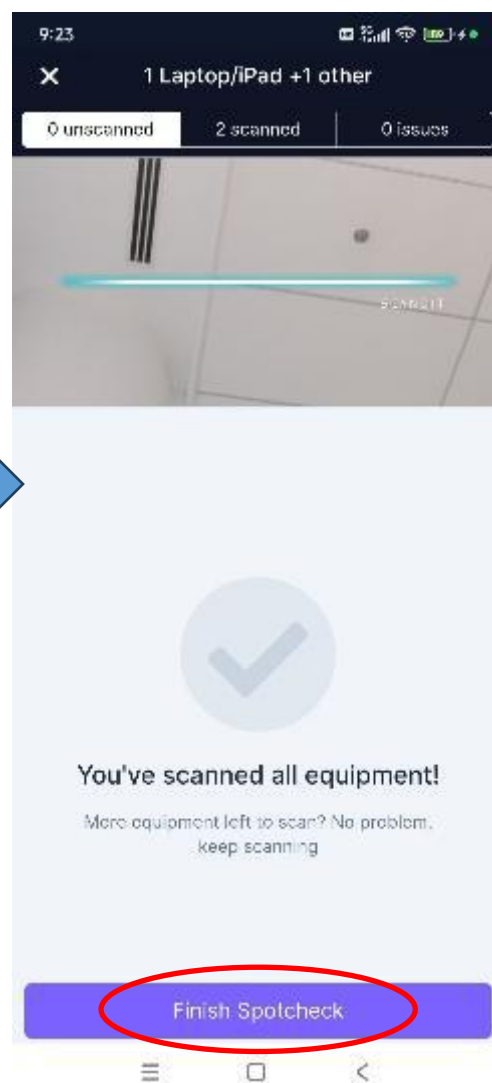 9:23
1 Laptop/iPad +1 other
0 unscanned
2 scanned
0 issues
SCANDIT
You've scanned all equipment!
More equipment left to scan? No problem,
keep scanning
Finish Spotcheck